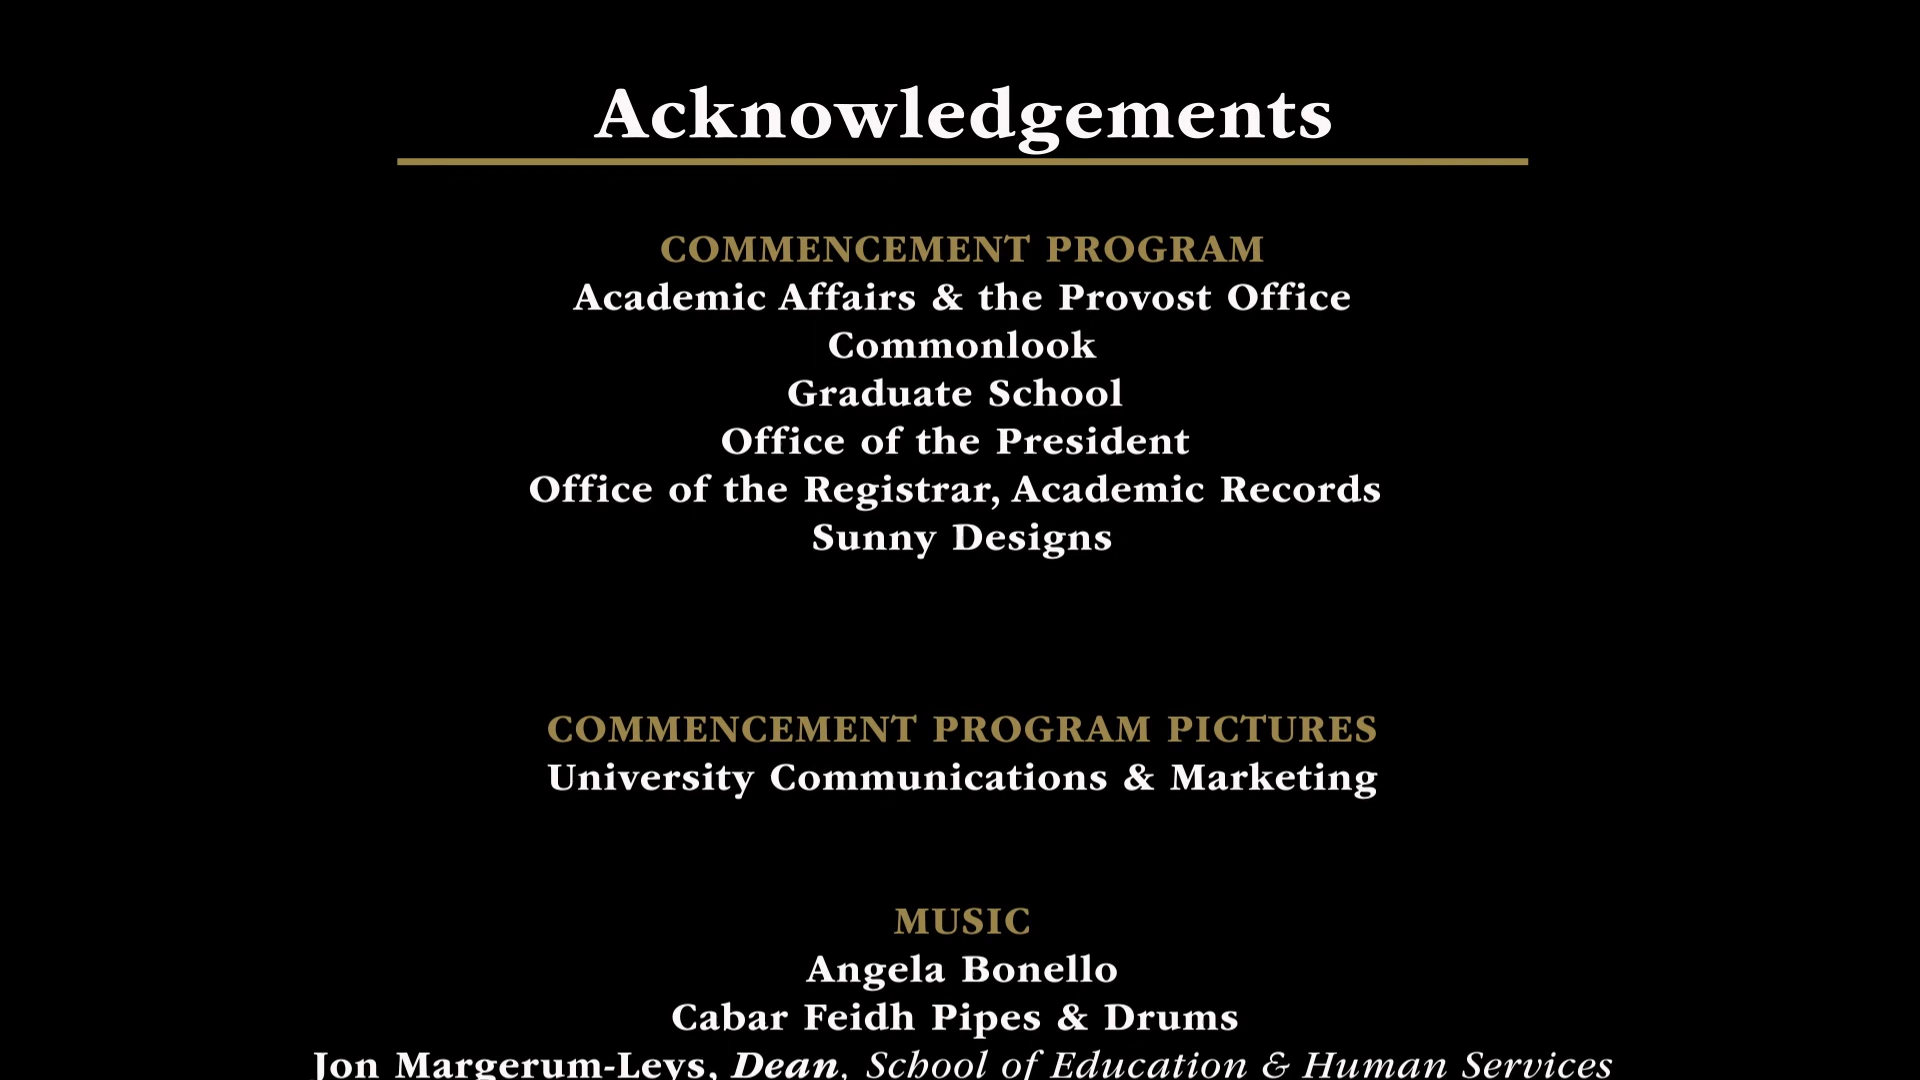 Acknowledgements
COMMENCEMENT PROGRAM
Academic Affairs & the Provost Office
Commonlook
Graduate School
Office of the President
Office of the Registrar, Academic Records
Sunny Designs
COMMENCEMENT PROGRAM PICTURES
University Communications & Marketing
MUSIC
Angela Bonello
Cabar Feidh Pipes & Drums
Jon Margerum-Leys, Dean, School of Education & Human Services